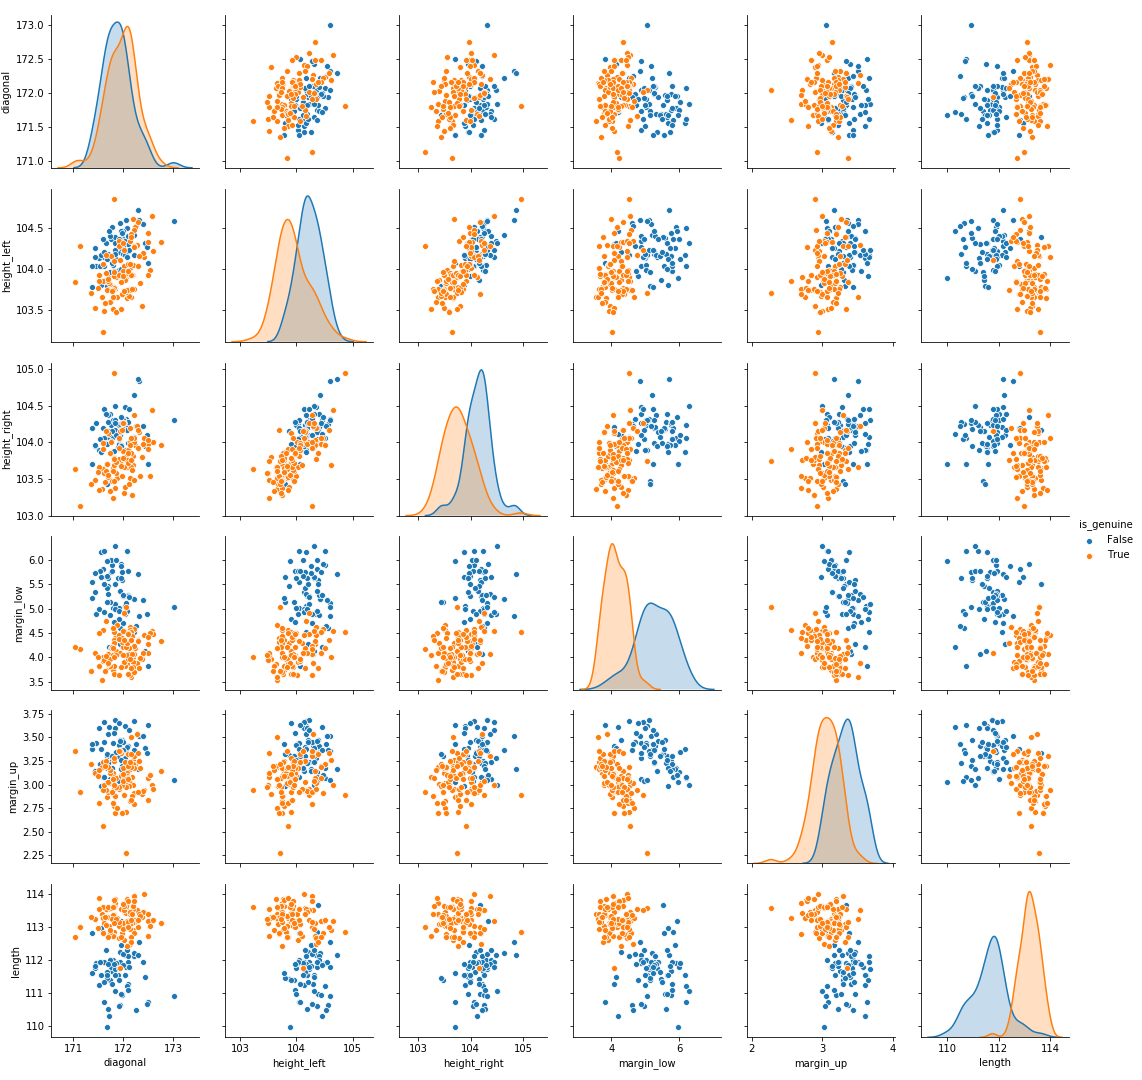 173.0
172.5
172.0
171.5
171.0
diagonal
104.5
104.0
103.5
height_left
105.0
104.5
104.0
103.5
103.0
height_right
is_genuine
False
True
6.0
5.5
5.0
4.5
4.0
3.5
margin_low
3.75
3.50
3.25
3.00
2.75
2.50
2.25
margin_up
114
113
112
111
110
length
171 172 173 103 104 105 103 104 105 4 6 2 3 4 110 112 114
diagonal height_left height_right margin_low margin_up length